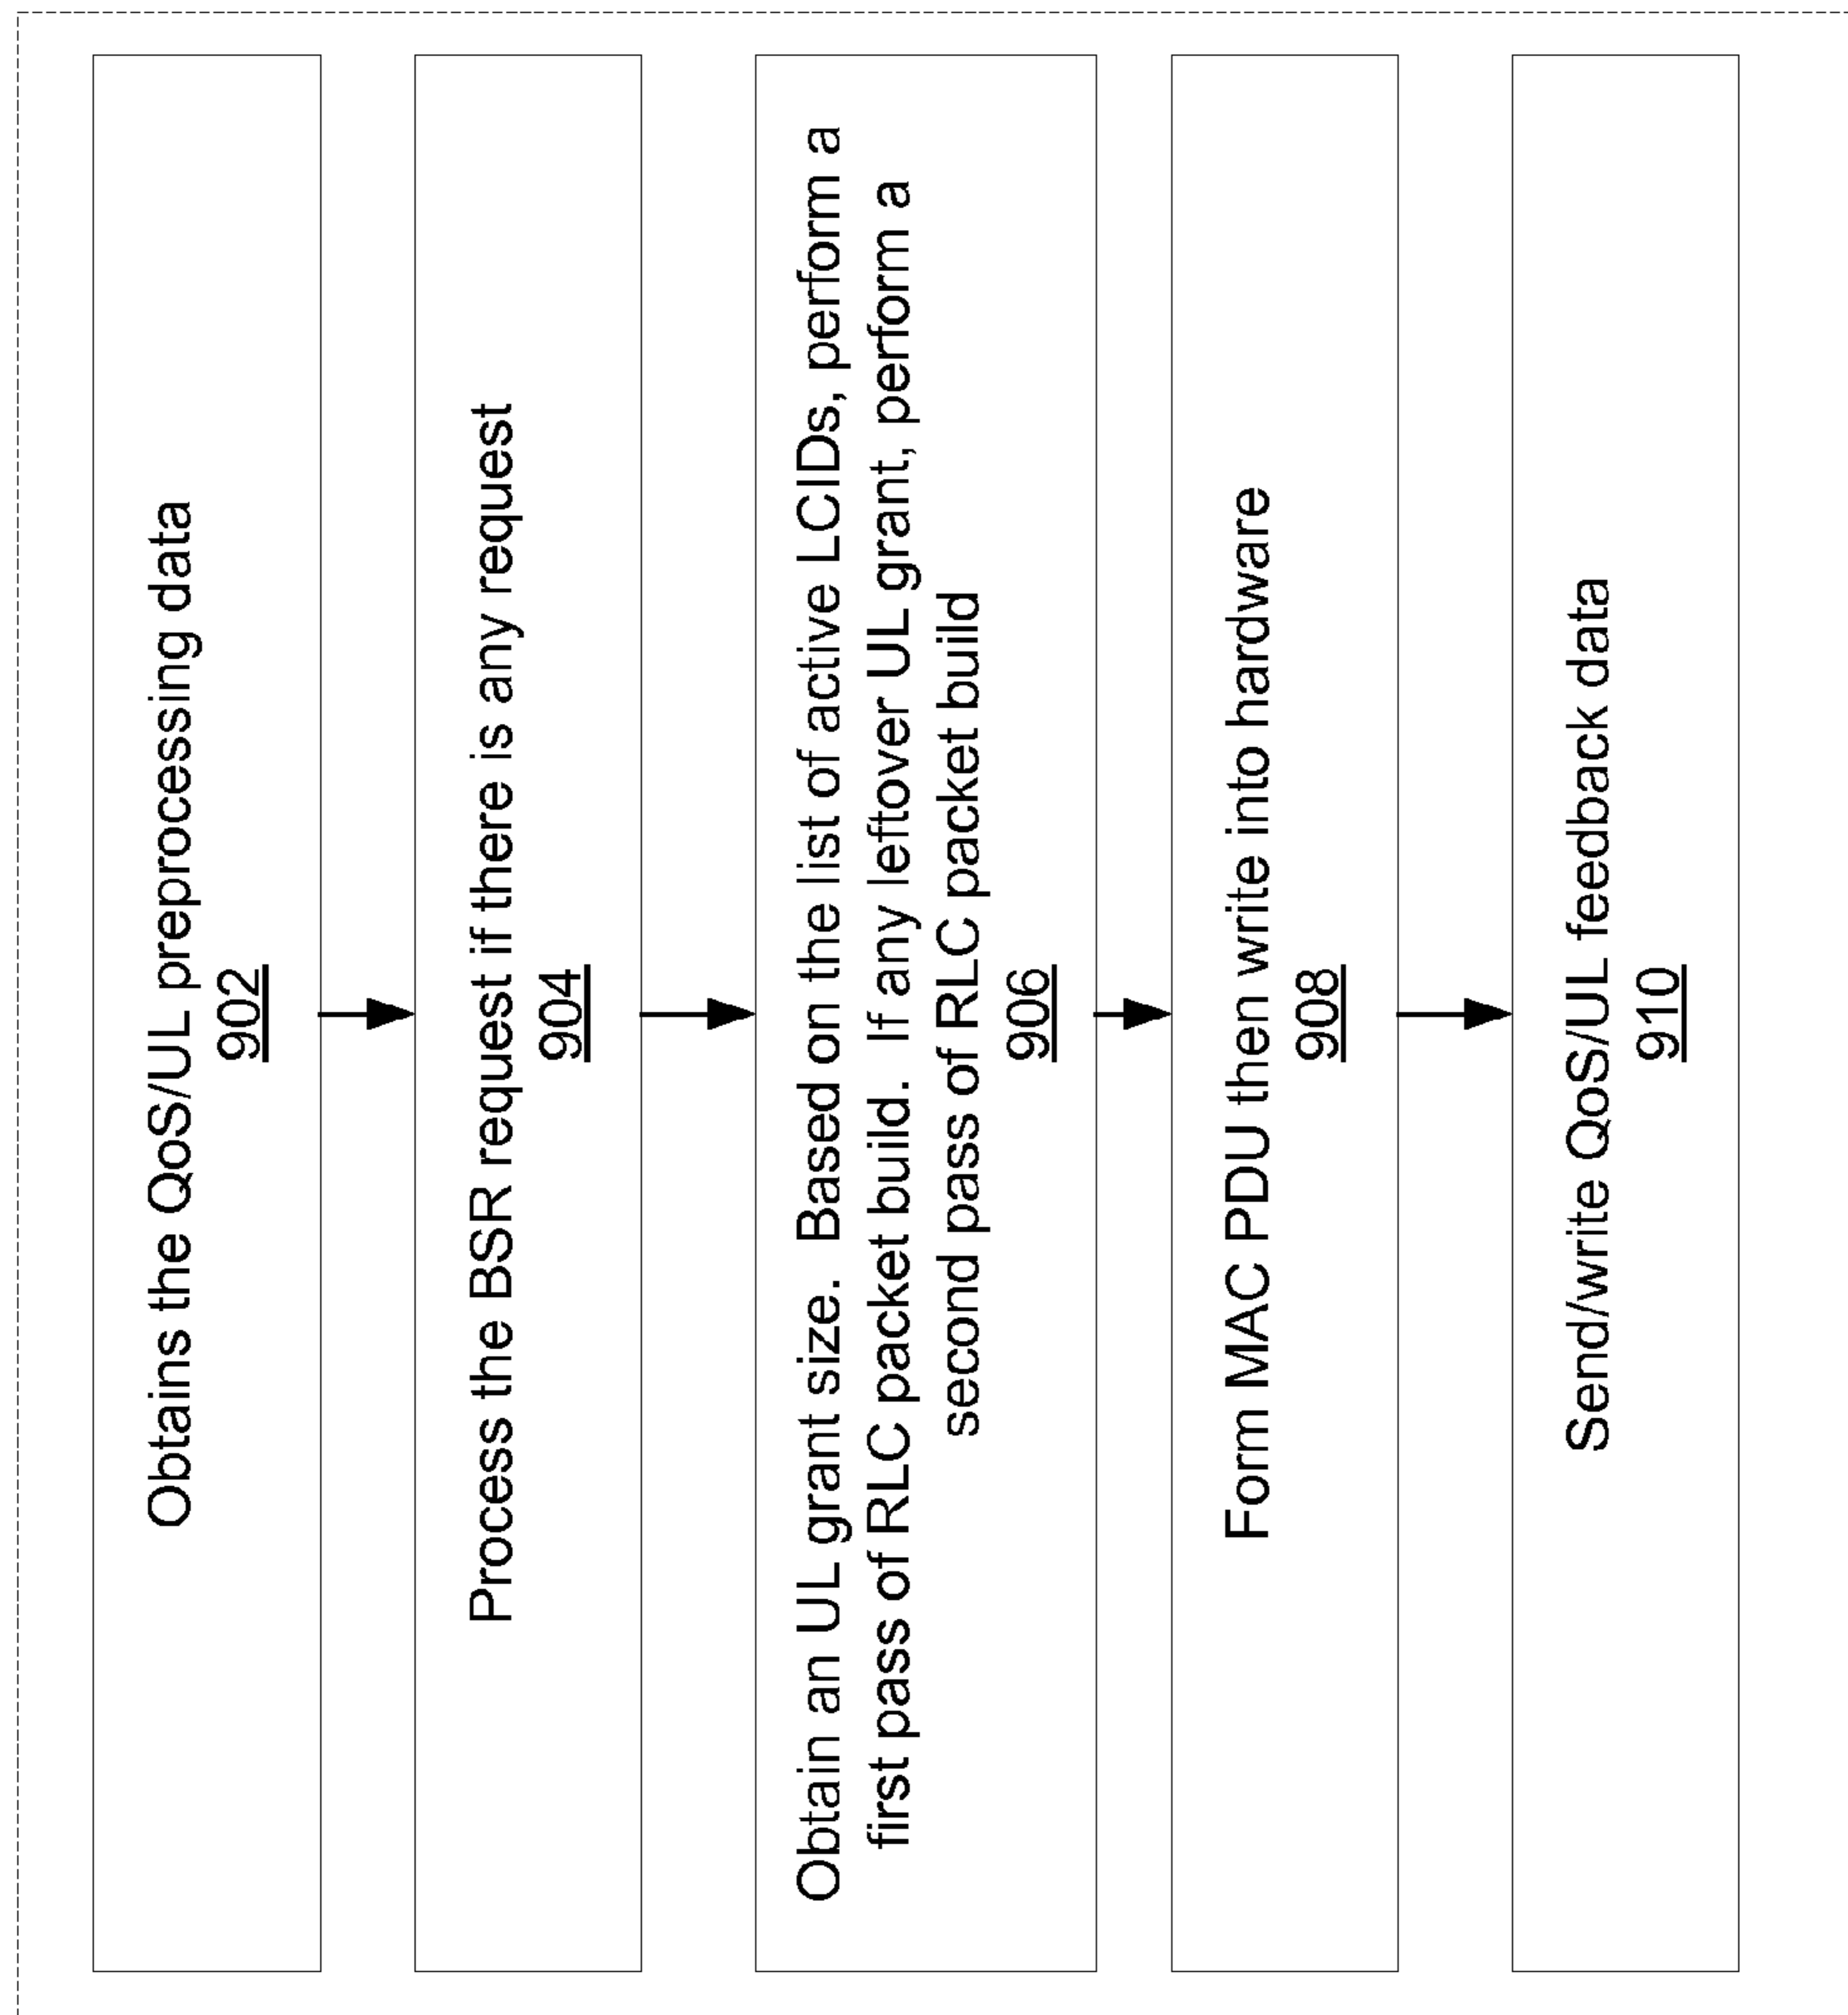 Obtains the QoS/UL preprocessing data
902
Process the BSR request if there is any request
904
Obtain an UL grant size. Based on the list of active LCIDs, perform a
first pass of RLC packet build. If any leftover UL grant, perform a
second pass of RLC packet build
906
Form MAC PDU then write into hardware
908
Send/write QoS/UL feedback data
910